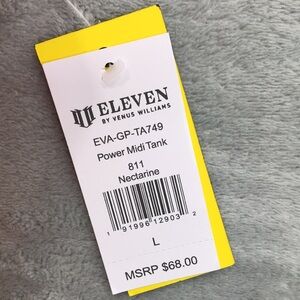 ELEVEN
BY VENUS WILLIAMS
EVA-GP-TA749
Power Midi Tank
811
Nectarine
1 91996 12903 2
L
MSRP $68.00